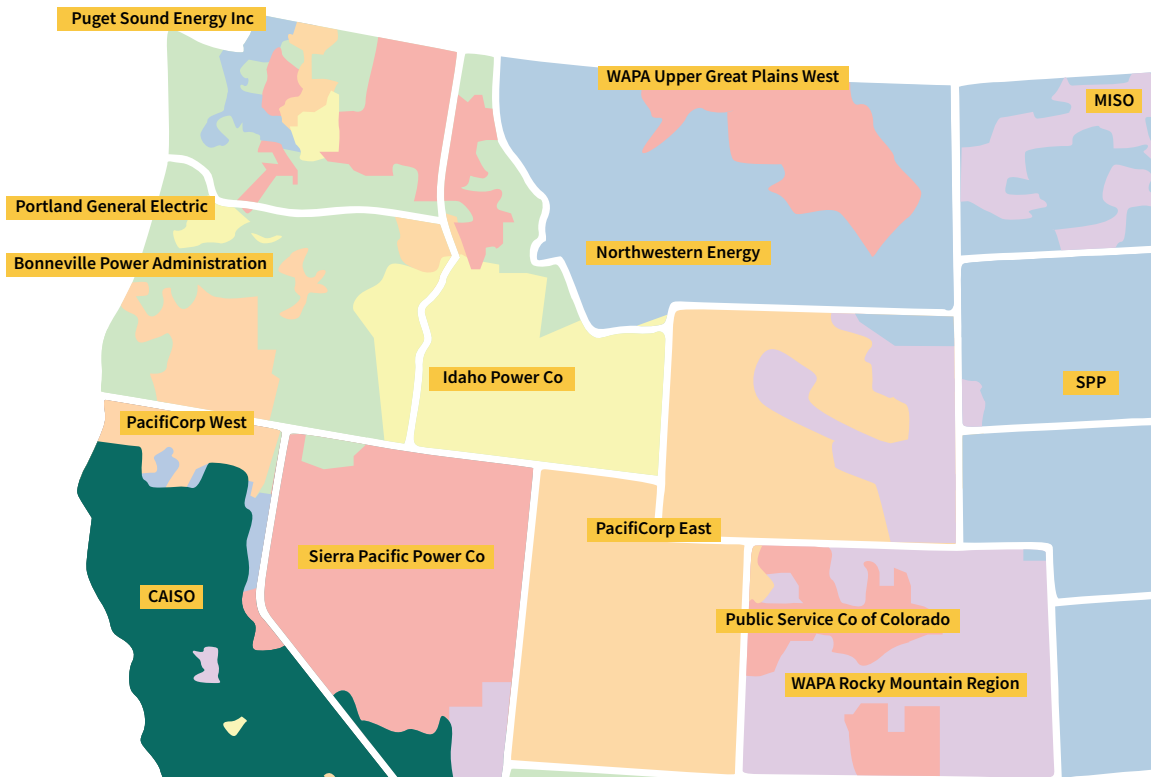 Puget Sound Energy Inc
WAPA Upper Great Plains West
MISO
Portland General Electric
Northwestern Energy
Bonneville Power Administration
Idaho Power Co
SPP
PacifiCorp West
PacifiCorp East
Sierra Pacific Power Co
CAISO
Public Service Co of Colorado
WAPA Rocky Mountain Region